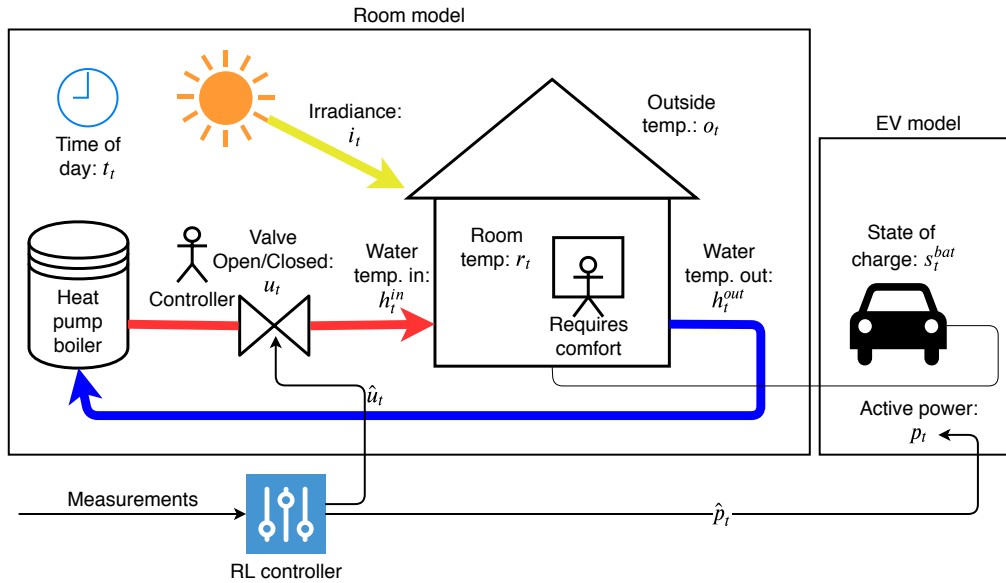 Room model
Irradiance:
i_t
Outside
temp.: o_t
Time of
day: t_t
EV model
Valve
Open/Closed:
u_t
Controller
Water
temp. in:
h_t^{in}
Room
temp: r_t
Water
temp. out:
h_t^{out}
State of
charge: s_t^{bat}
Heat
pump
boiler
Requires
comfort
û_t
Active power:
p_t
Measurements
p̂_t
RL controller